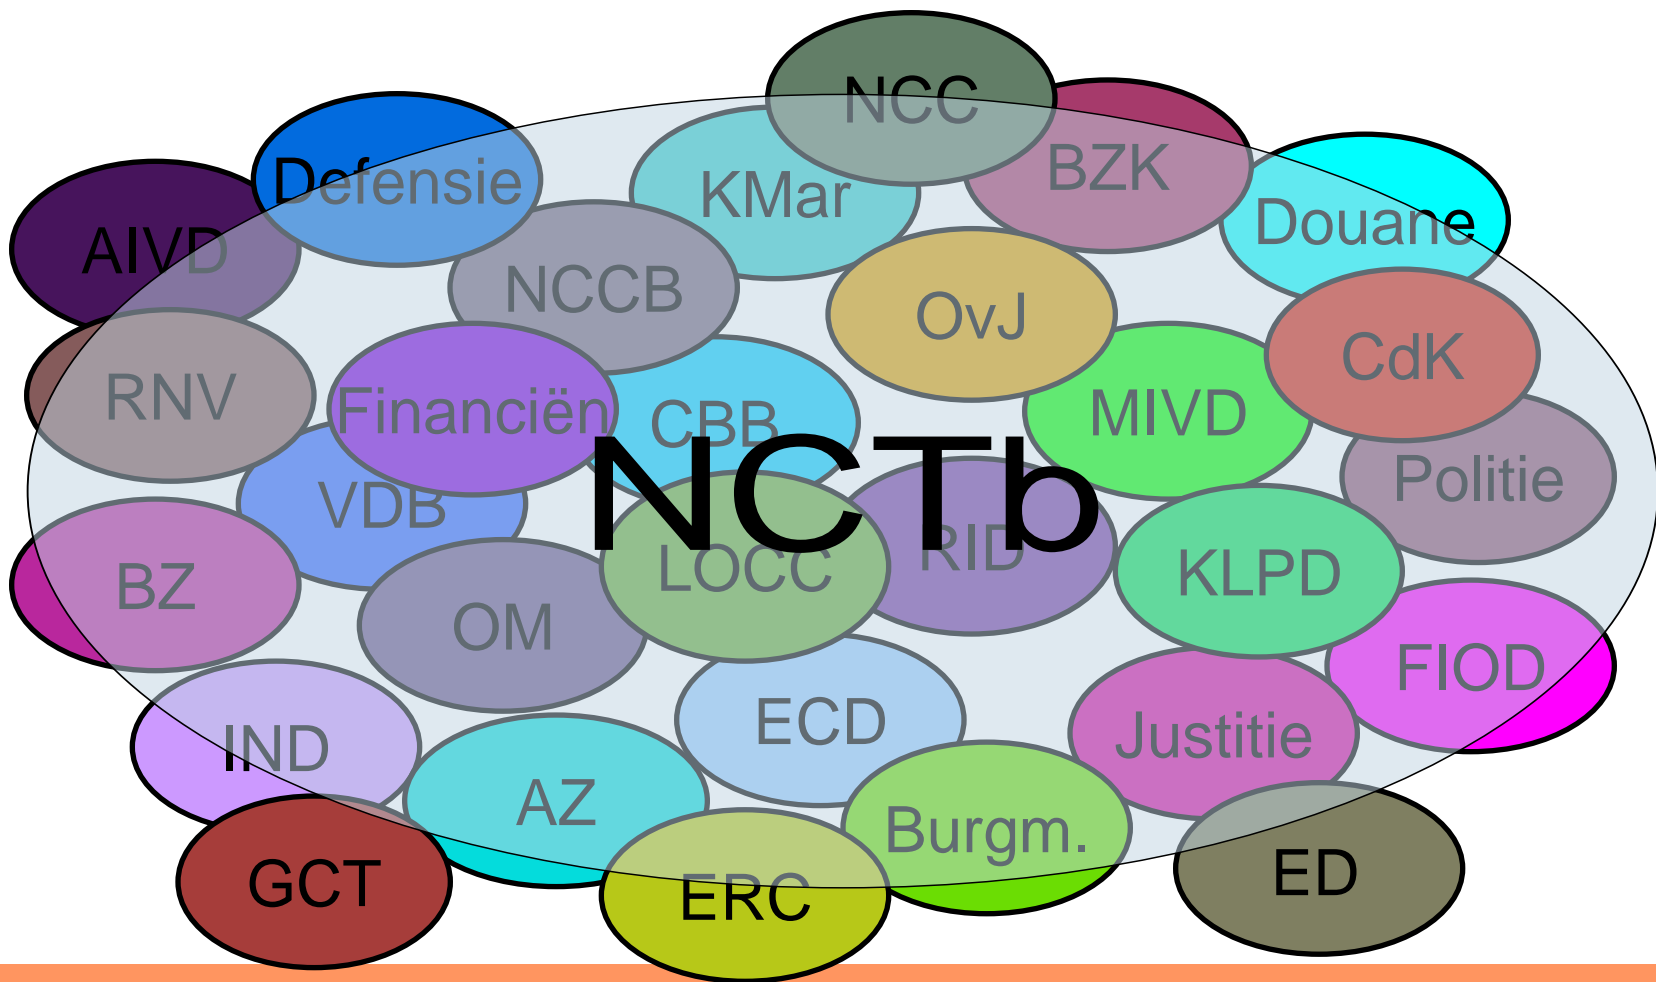 NCC
BZK
Defensie
KMar
Douane
AIVD
NCCB
OvJ
CdK
RNV
Financiën
CBB
MIVD
Politie
NCTb
VDB
LOCC
RID
KLPD
BZ
OM
FIOD
IND
ECD
Justitie
AZ
Burgm.
GCT
ERC
ED